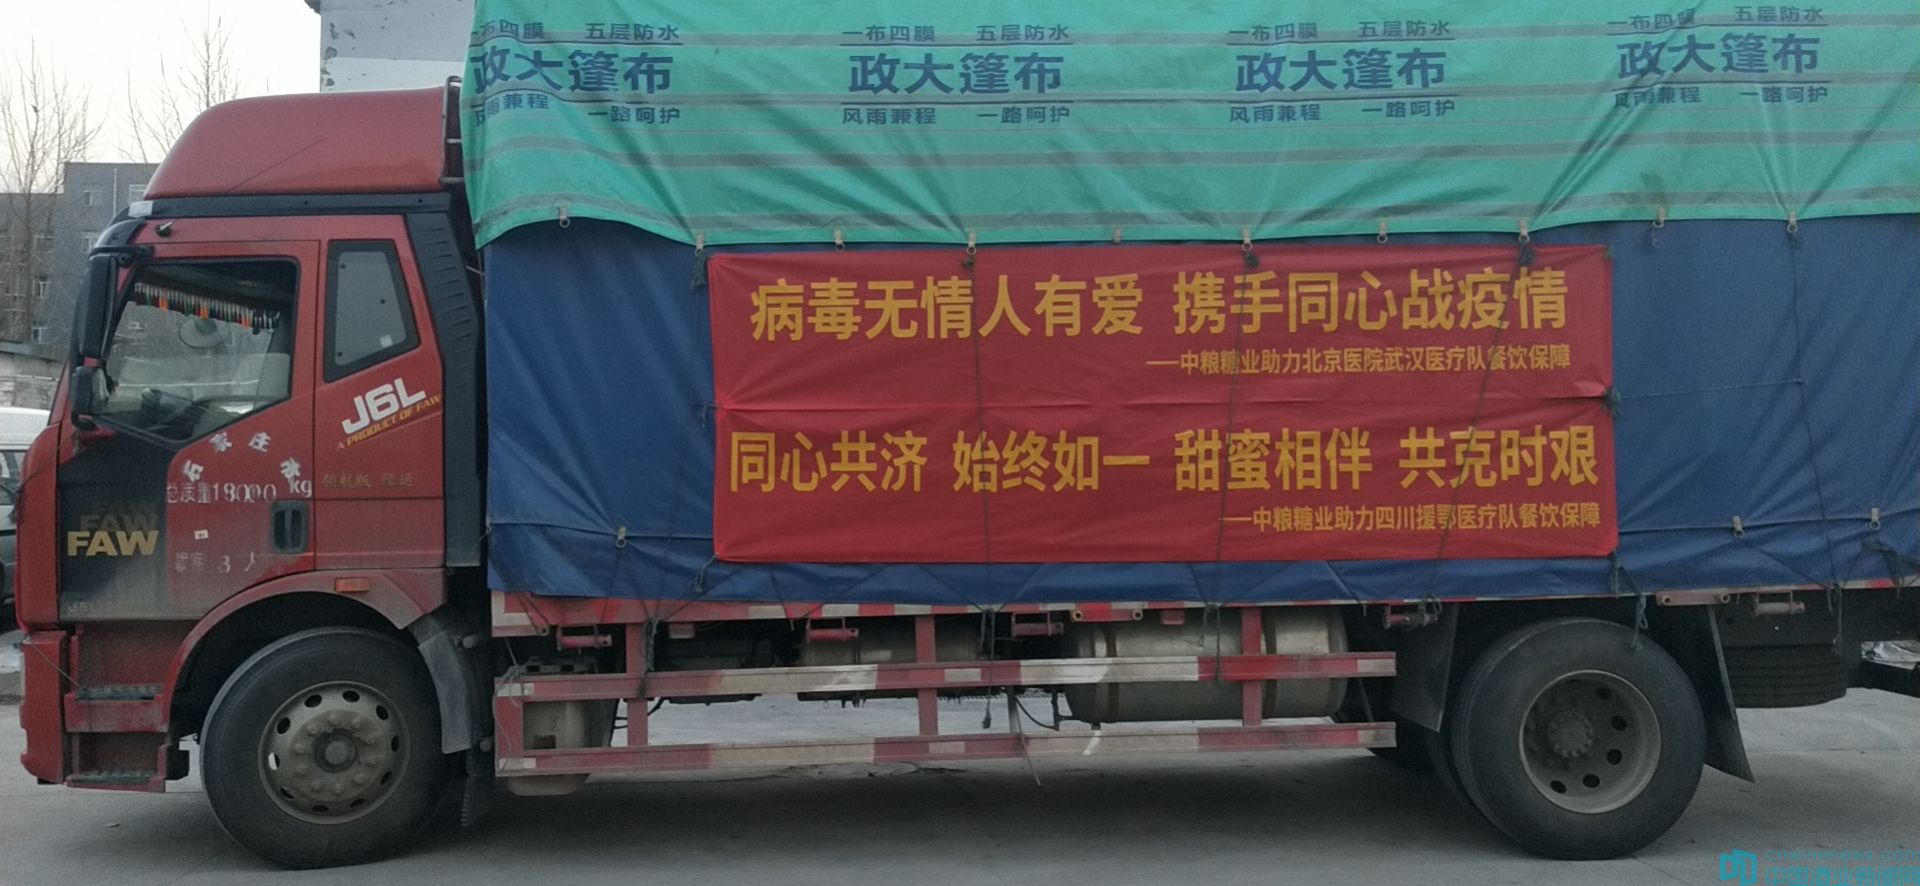 一布四膜 五层防水
政大篷布
风雨兼程 一路呵护
一布四膜 五层防水
政大篷布
风雨兼程 一路呵护
一布四膜 五层防水
政大篷布
风雨兼程 一路呵护
一布四膜 五层防水
政大篷布
风雨兼程 一路呵护
病毒无情人有爱 携手同心战疫情
——中粮糖业助力北京医院武汉医疗队餐饮保障
同心共济 始终如一 甜蜜相伴 共克时艰
——中粮糖业助力四川援鄂医疗队餐饮保障
J6L
A PRODUCT OF FAW
领航版
石家庄
总质量18000kg
FAW
FAW
3人
J6L